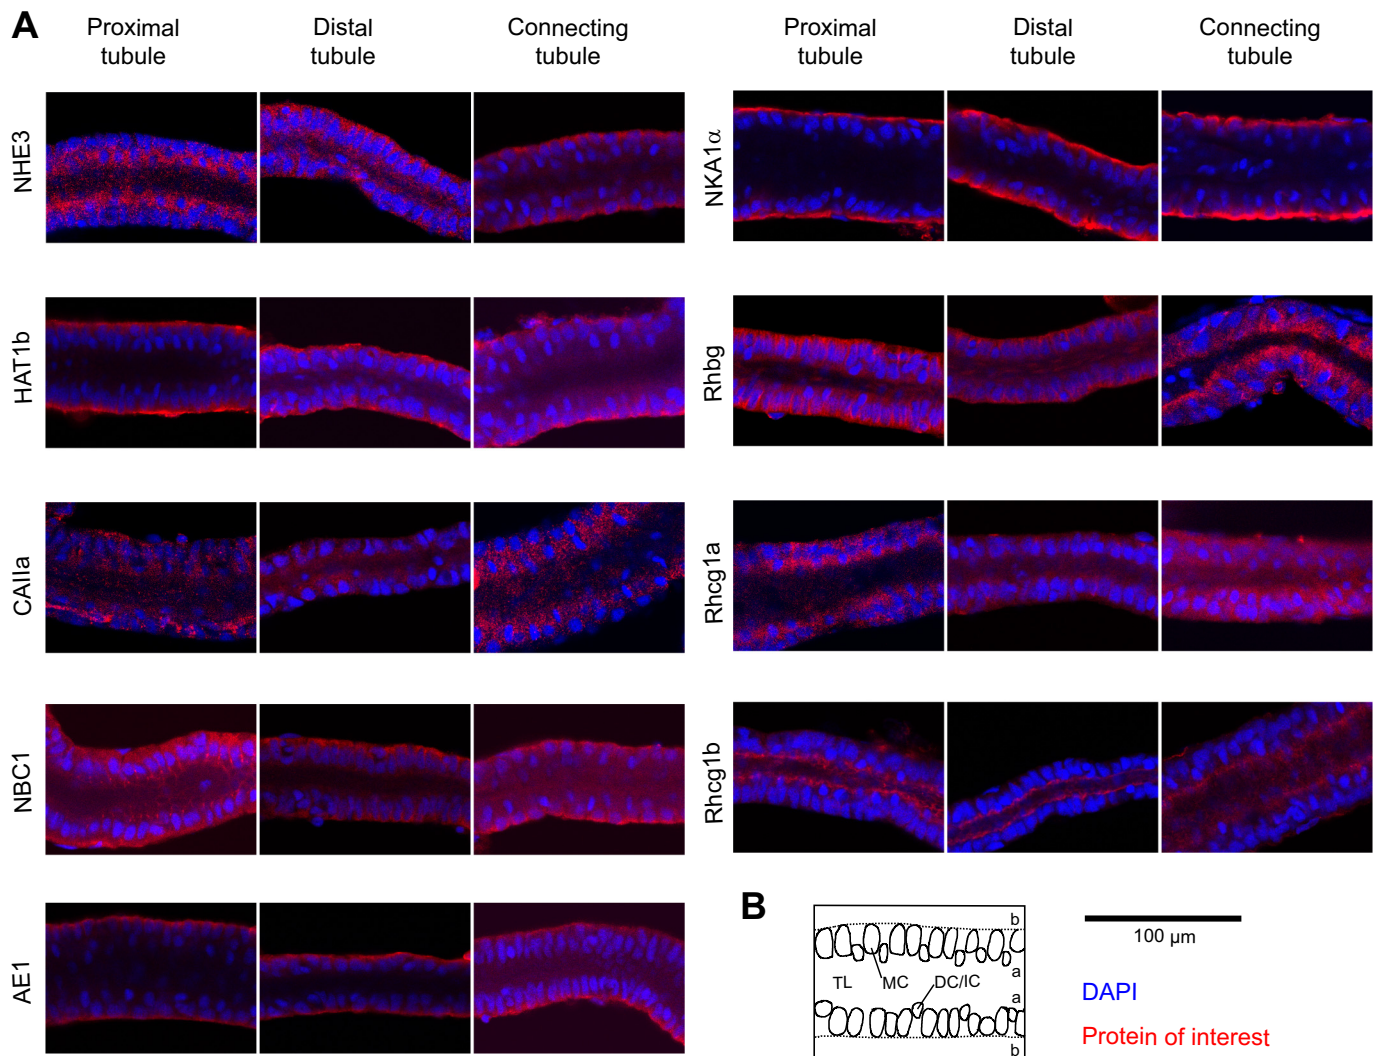 A
Proximal
tubule
Distal
tubule
Connecting
tubule
Proximal
tubule
Distal
tubule
Connecting
tubule
NHE3
NKA1α
HAT1b
Rhbg
CAIIa
Rhcg1a
NBC1
Rhcg1b
AE1
B
b
a
TL MC DC/IC
a
b
100 µm
DAPI
Protein of interest